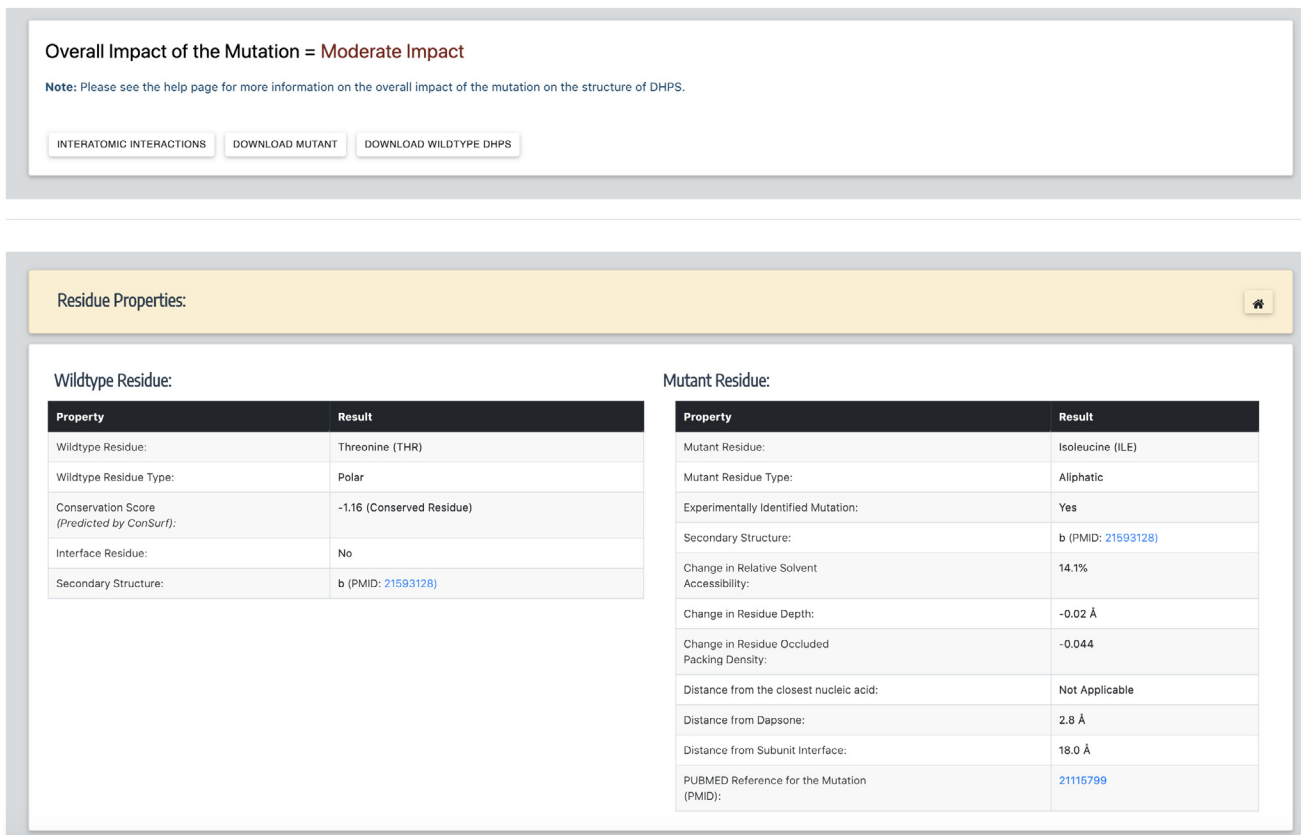 Overall Impact of the Mutation = Moderate Impact
Note: Please see the help page for more information on the overall impact of the mutation on the structure of DHPS.
INTERATOMIC INTERACTIONS DOWNLOAD MUTANT DOWNLOAD WILDTYPE DHPS
Residue Properties:
Wildtype Residue:
Property Result
Wildtype Residue: Threonine (THR)
Wildtype Residue Type: Polar
Conservation Score -1.16 (Conserved Residue)
(Predicted by ConSurf):
Interface Residue: No
Secondary Structure: b (PMID: 21593128)
Mutant Residue:
Property Result
Mutant Residue: Isoleucine (ILE)
Mutant Residue Type: Aliphatic
Experimentally Identified Mutation: Yes
Secondary Structure: b (PMID: 21593128)
Change in Relative Solvent 14.1%
Accessibility:
Change in Residue Depth: -0.02 Å
Change in Residue Occluded -0.044
Packing Density:
Distance from the closest nucleic acid: Not Applicable
Distance from Dapsone: 2.8 Å
Distance from Subunit Interface: 18.0 Å
PUBMED Reference for the Mutation 21115799
(PMID):